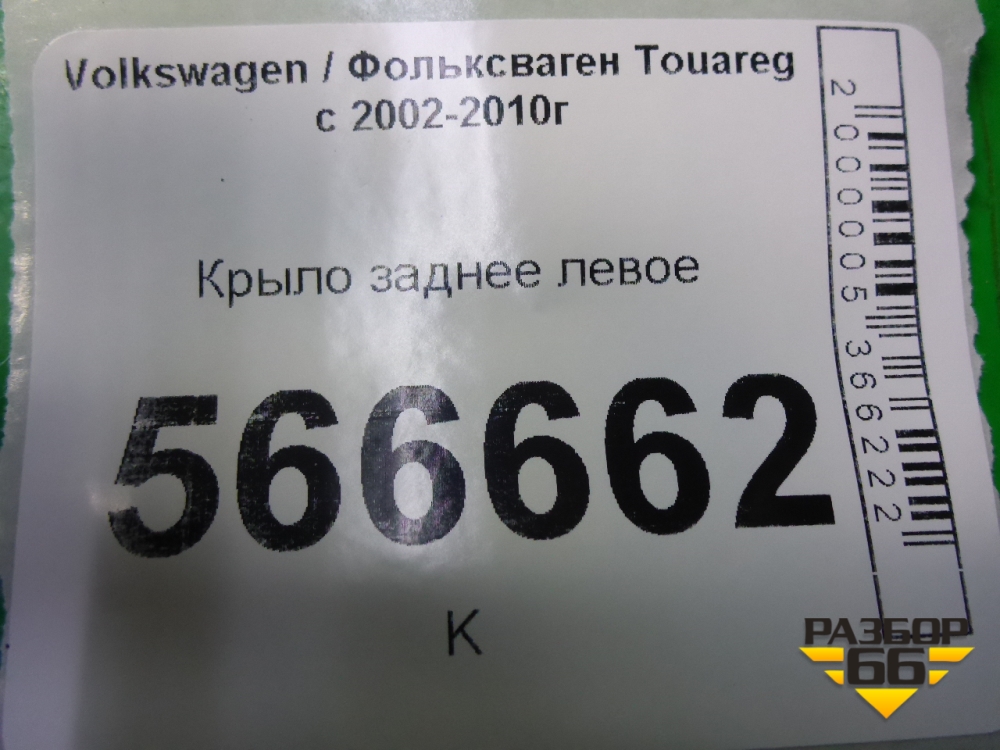 Volkswagen / Фольксваген Touareg
с 2002-2010г
Крыло заднее левое
566662
К
2000005366222
РАЗБОР
66